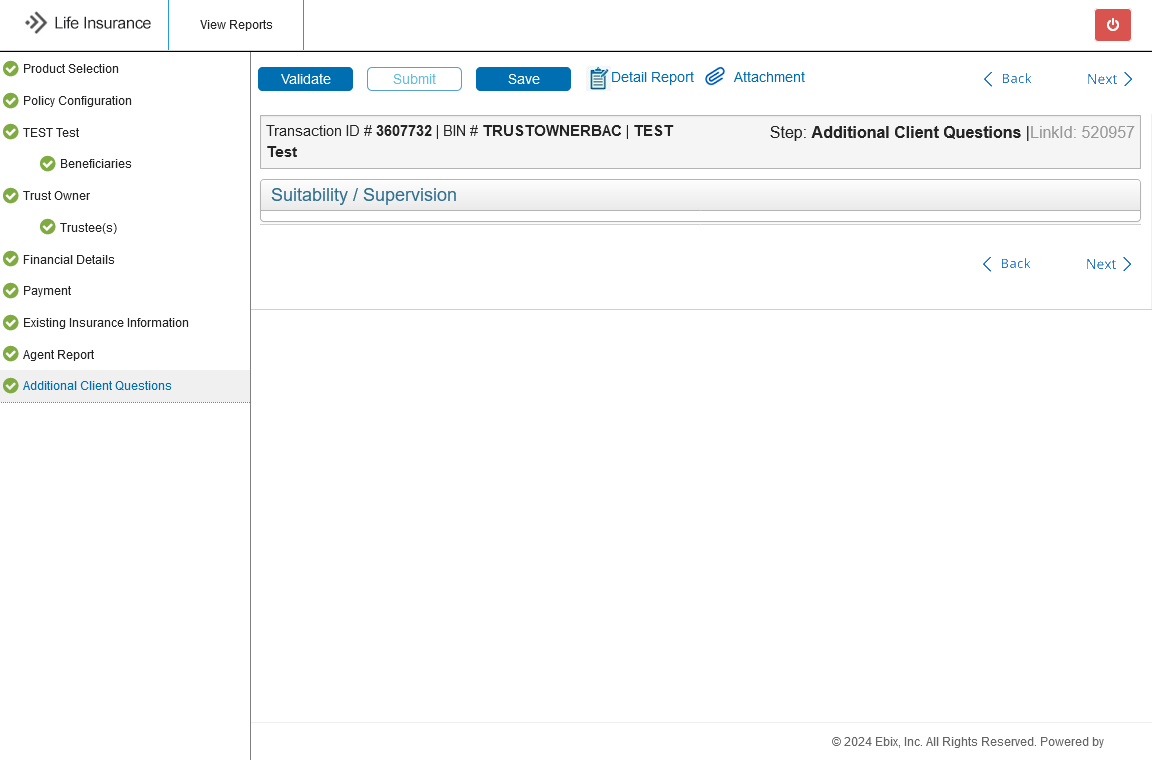 Life Insurance
View Reports
Product Selection
Policy Configuration
TEST Test
Beneficiaries
Trust Owner
Trustee(s)
Financial Details
Payment
Existing Insurance Information
Agent Report
Additional Client Questions
Validate Submit Save Detail Report Attachment Back Next
Transaction ID # 3607732 | BIN # TRUSTOWNERBAC | TEST
Test
Step: Additional Client Questions |LinkId: 520957
Suitability / Supervision
Back Next
© 2024 Ebix, Inc. All Rights Reserved. Powered by